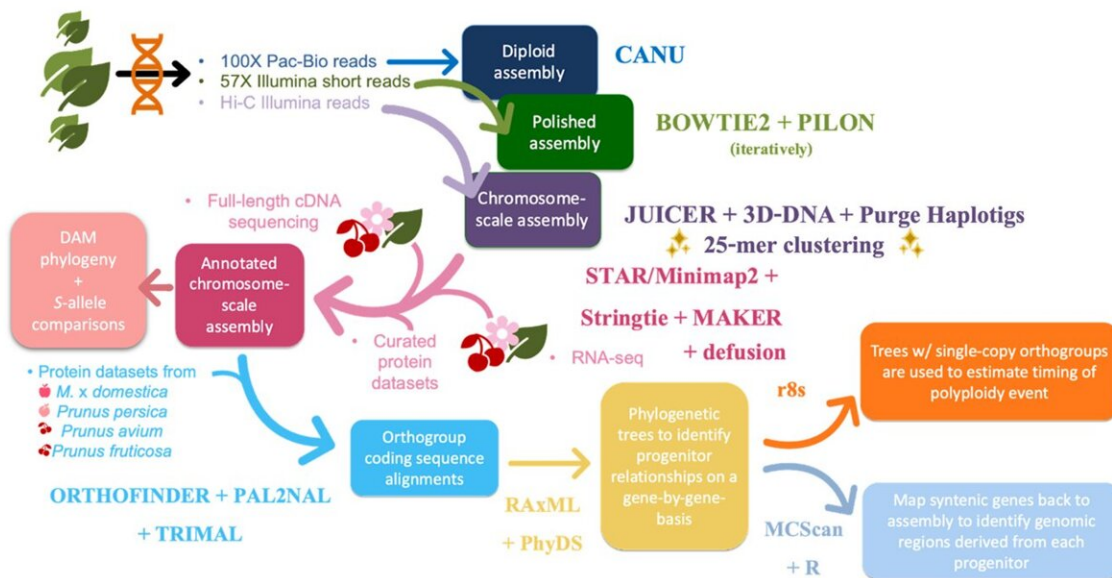 • 100X Pac-Bio reads
• 57X Illumina short reads
• Hi-C Illumina reads
Diploid
assembly
CANU
Polished
assembly
BOWTIE2 + PILON
(iteratively)
Chromosome-
scale assembly
JUICER + 3D-DNA + Purge Haplotigs
25-mer clustering
• Full-length cDNA
sequencing
STAR/Minimap2 +
Stringtie + MAKER
+ defusion
• Curated
protein
datasets
• RNA-seq
Annotated
chromosome-
scale
assembly
DAM
phylogeny
+
S-allele
comparisons
• Protein datasets from
M. x domestica
Prunus persica
Prunus avium
Prunus fruticosa
ORTHOFINDER + PAL2NAL
+ TRIMAL
Orthogroup
coding sequence
alignments
RAxML
+ PhyDS
Phylogenetic
trees to identify
progenitor
relationships on a
gene-by-gene-
basis
r8s
Trees w/ single-copy orthogroups
are used to estimate timing of
polyploidy event
MCScan
+ R
Map syntenic genes back to
assembly to identify genomic
regions derived from each
progenitor